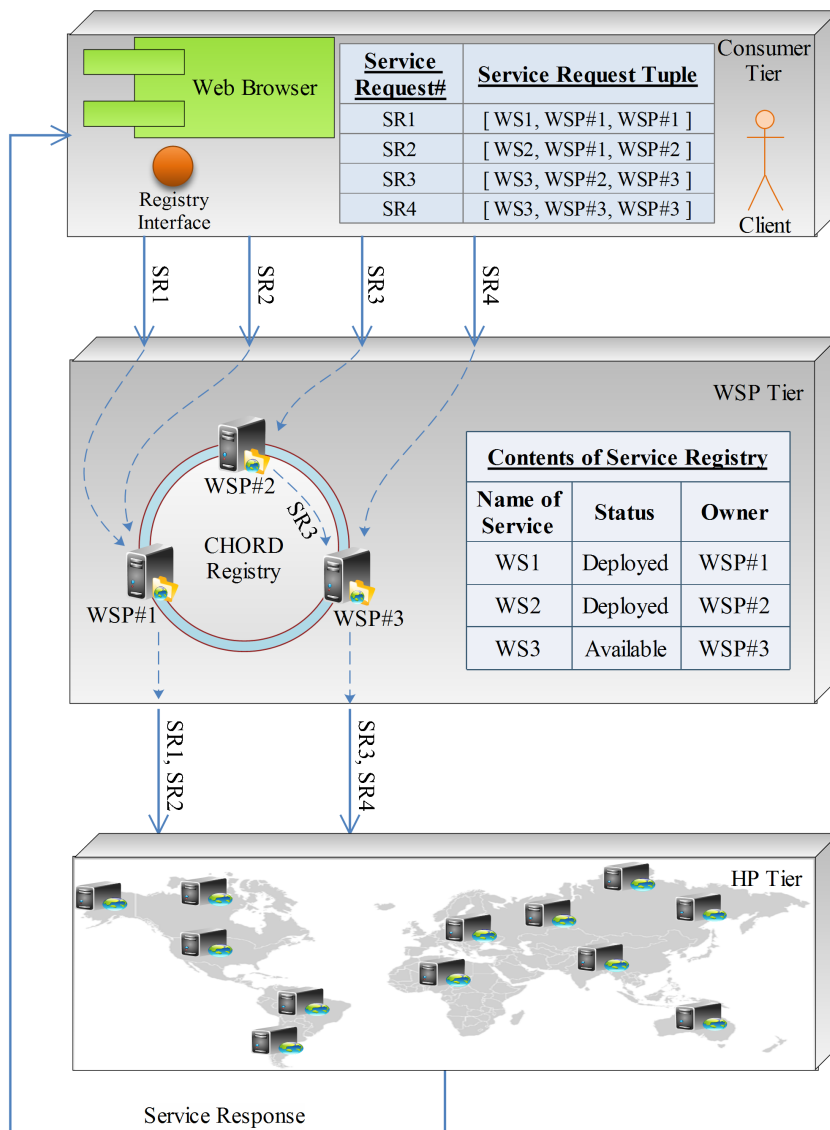 Consumer
Tier
Web Browser
Registry
Interface
Service
Request#
Service Request Tuple
SR1
[ WS1, WSP#1, WSP#1 ]
SR2
[ WS2, WSP#1, WSP#2 ]
SR3
[ WS3, WSP#2, WSP#3 ]
SR4
[ WS3, WSP#3, WSP#3 ]
Client
SR1
SR2
SR3
SR4
WSP Tier
WSP#2
SR3
CHORD
Registry
WSP#1
WSP#3
Contents of Service Registry
Name of
Service
Status
Owner
WS1
Deployed
WSP#1
WS2
Deployed
WSP#2
WS3
Available
WSP#3
SR1, SR2
SR3, SR4
HP Tier
Service Response